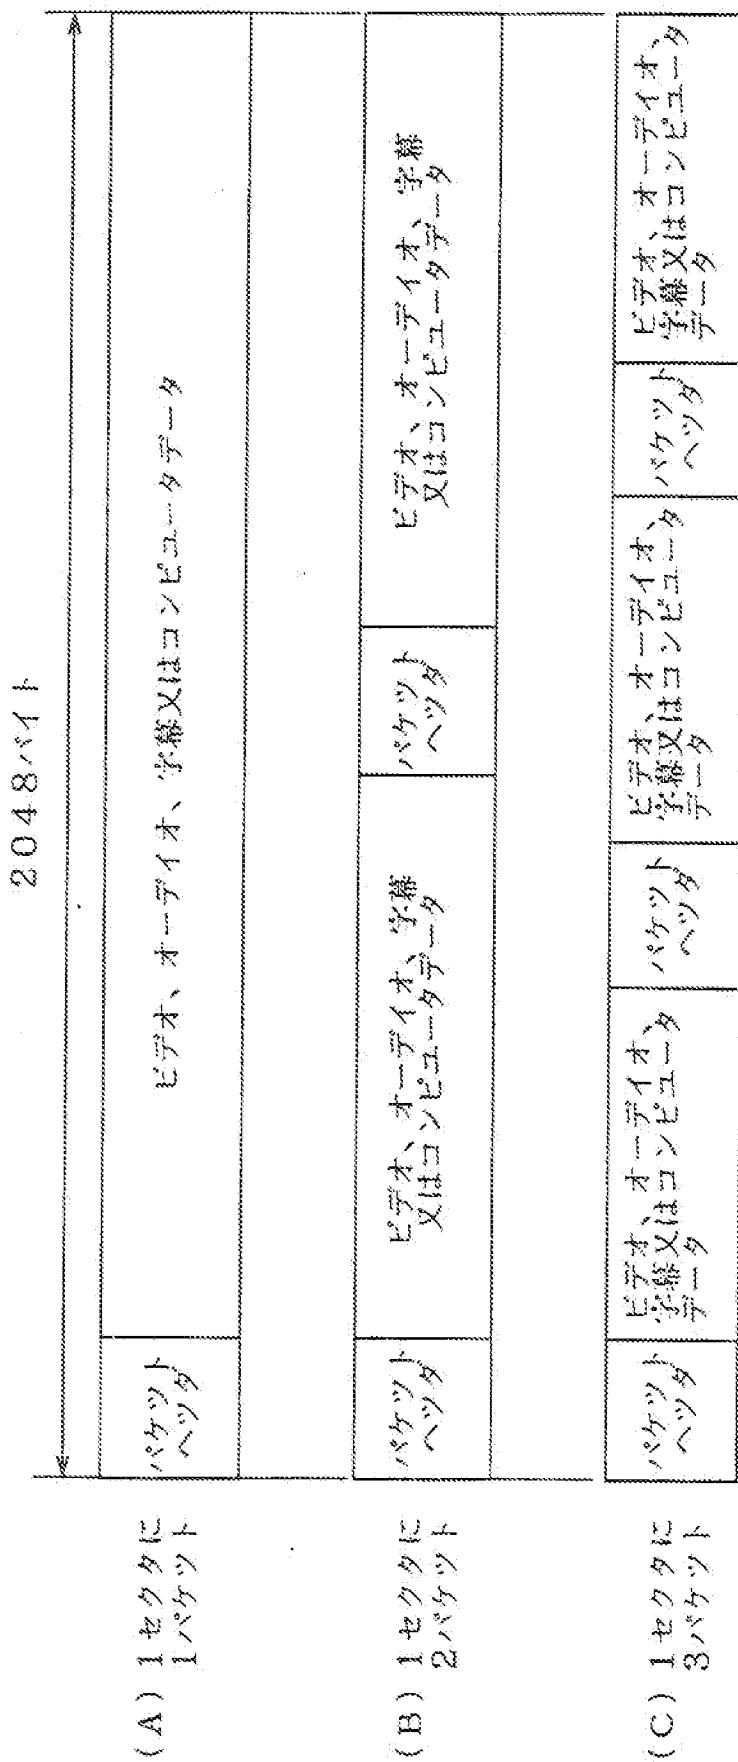 2048バイト
(A) 1セクタに
1パケット
パケット
ヘッダ
ビデオ、オーディオ、字幕又はコンピュータデータ
(B) 1セクタに
2パケット
パケット
ヘッダ
ビデオ、オーディオ、字幕
又はコンピュータデータ
パケット
ヘッダ
ビデオ、オーディオ、字幕
又はコンピュータデータ
(C) 1セクタに
3パケット
パケット
ヘッダ
ビデオ、オーディオ、
字幕又はコンピュータ
データ
パケット
ヘッダ
ビデオ、オーディオ、
字幕又はコンピュータ
データ
パケット
ヘッダ
ビデオ、オーディオ、
字幕又はコンピュータ
データ